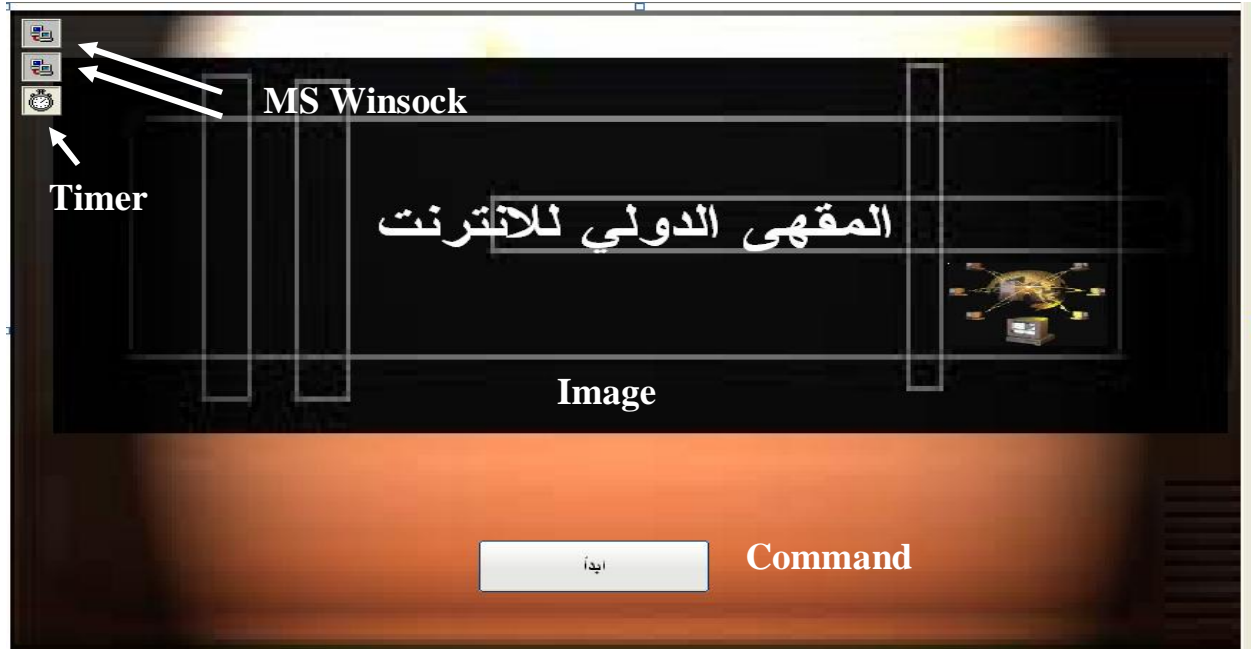 MS Winsock
Timer
المقهى الدولي للانترنت
Image
ابدأ
Command